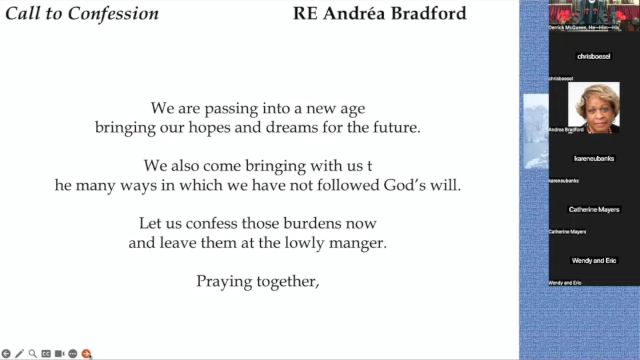 Call to Confession
RE Andréa Bradford
We are passing into a new age
bringing our hopes and dreams for the future.
We also come bringing with us t
he many ways in which we have not followed God's will.
Let us confess those burdens now
and leave them at the lowly manger.
Praying together,
chrisboesel
chrisboesel
Andrea Bradford
kareneubanks
kareneubanks
Catherine Mayers
Catherine Mayers
Wendy and Eric
Wendy and Eric